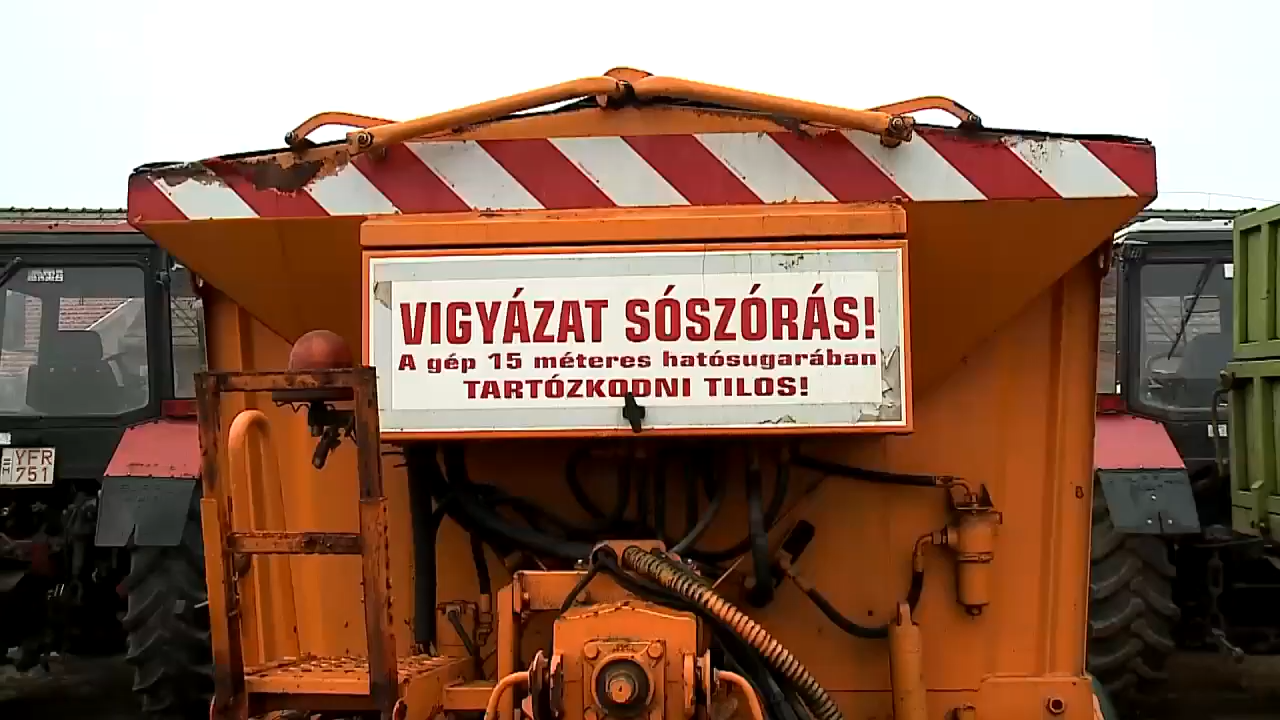 VIGYÁZAT SÓSZÓRÁS!
A gép 15 méteres hatósugarában
TARTÓZKODNI TILOS!
YFR
751